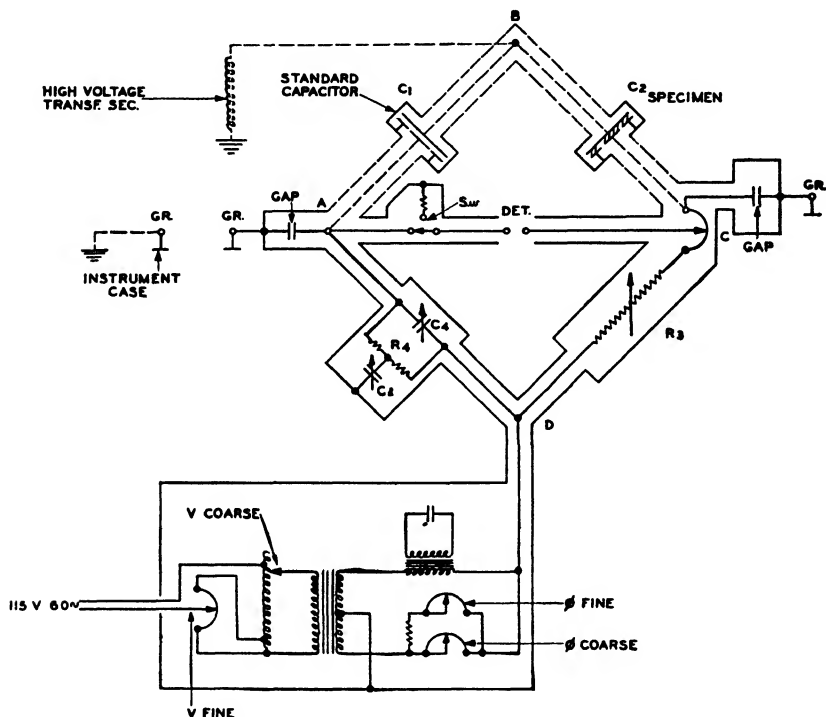 B
HIGH VOLTAGE
TRANSF. SEC.
STANDARD
CAPACITOR
C1
C2
SPECIMEN
GR.
INSTRUMENT
CASE
GR.
GAP
A
Sw
DET.
C
GAP
GR.
C4
R4
Cℓ
R3
D
V COARSE
115 V 60~
V FINE
Ø FINE
Ø COARSE